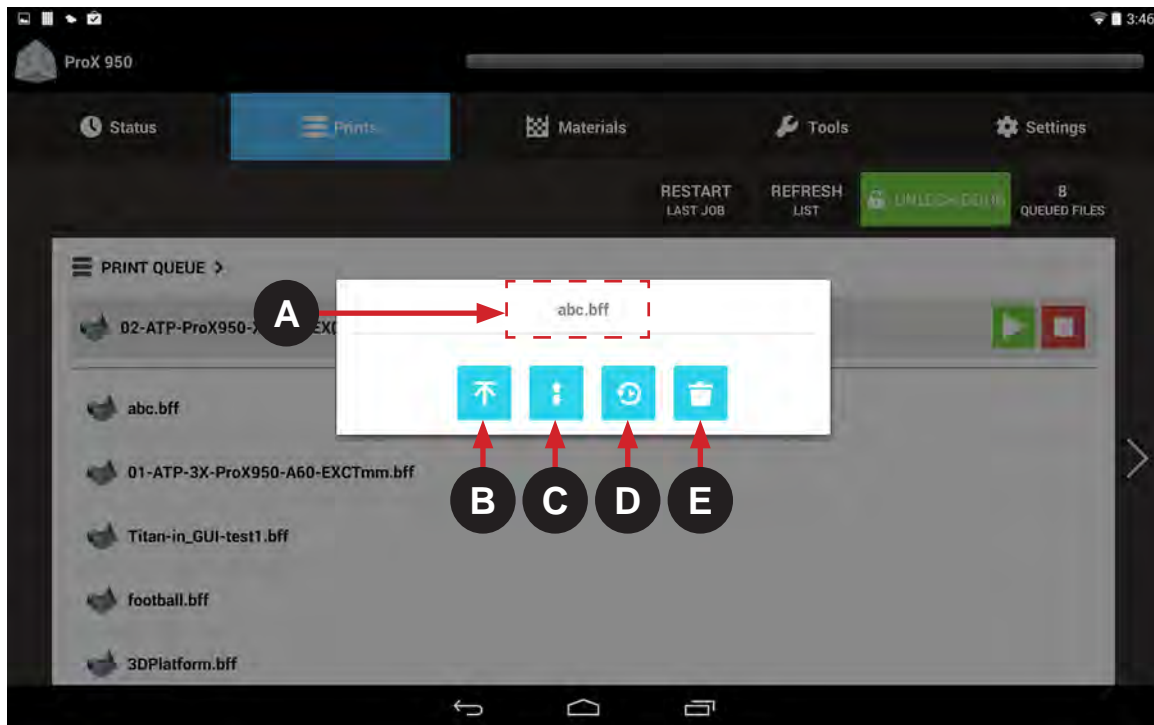 3:46
ProX 950
Status
Prints
Materials
Tools
Settings
RESTART
LAST JOB
REFRESH
LIST
UNLOCK DOOR
8
QUEUED FILES
PRINT QUEUE >
A
abc.bff
02-ATP-ProX950-
abc.bff
01-ATP-3X-ProX950-A60-EXCTmm.bff
B C D E
Titan-in_GUI-test1.bff
football.bff
3DPlatform.bff